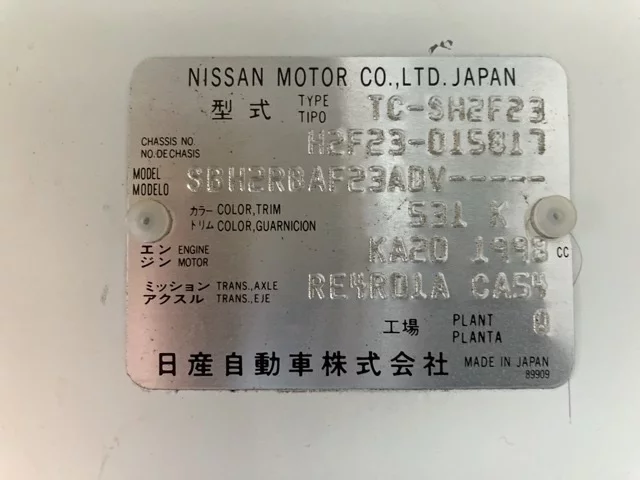 NISSAN MOTOR CO.,LTD. JAPAN
型式 TYPE TIPO TC-SH2F23
CHASSIS NO. NO. DE CHASIS H2F23-015817
MODEL MODELO SBH2RBAF23ADV-----
カラー トリム COLOR,TRIM COLOR,GUARNICION 531 K
エンジン ENGINE MOTOR KA20 1998 CC
ミッション アクスル TRANS.,AXLE TRANS.,EJE RE4R01A CA54
工場 PLANT PLANTA
日産自動車株式会社 MADE IN JAPAN
89909